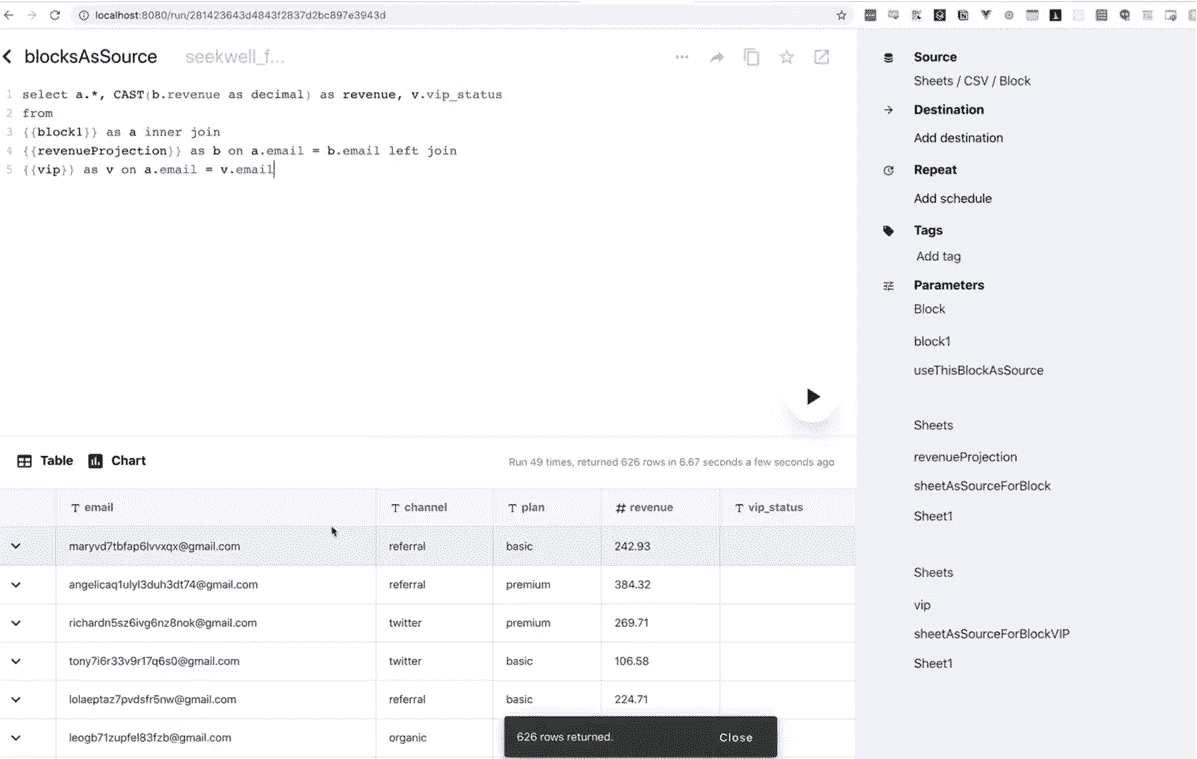 localhost:8080/run/281423643d4843f2837d2bc897e3943d
blocksAsSource seekwell_f...
1 select a.*, CAST(b.revenue as decimal) as revenue, v.vip_status
2 from
3 {{block1}} as a inner join
4 {{revenueProjection}} as b on a.email = b.email left join
5 {{vip}} as v on a.email = v.email
Table Chart
Run 49 times, returned 626 rows in 6.67 seconds a few seconds ago
email channel plan # revenue vip_status
maryvd7tbfap6lvvxqx@gmail.com referral basic 242.93
angelicaq1ulyl3duh3dt74@gmail.com referral premium 384.32
richardn5sz6ivg6nz8nok@gmail.com twitter premium 269.71
tony7i6r33v9r17q6s0@gmail.com twitter basic 106.58
lolaeptaz7pvdsfr5nw@gmail.com referral basic 224.71
leogb71zupfel83fzb@gmail.com organic
626 rows returned. Close
Source
Sheets / CSV / Block
Destination
Add destination
Repeat
Add schedule
Tags
Add tag
Parameters
Block
block1
useThisBlockAsSource
Sheets
revenueProjection
sheetAsSourceForBlock
Sheet1
Sheets
vip
sheetAsSourceForBlockVIP
Sheet1